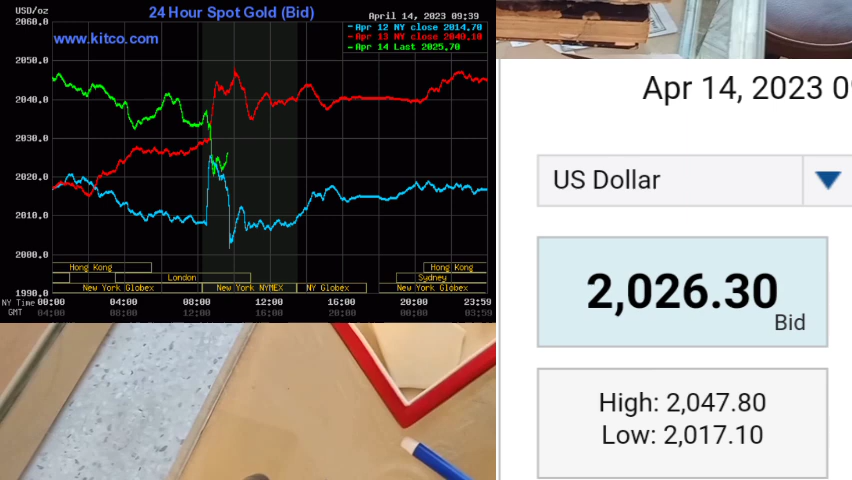 USD/oz
24 Hour Spot Gold (Bid)
April 14, 2023 09:39
www.kitco.com
Apr 12 NY close 2014.70
Apr 13 NY close 2040.10
Apr 14 Last 2025.70
2060.0
2050.0
2040.0
2030.0
2020.0
2010.0
2000.0
1990.0
Hong Kong
Hong Kong
London
Sydney
New York Globex
New York NYMEX
NY Globex
New York Globex
NY Time 00:00 04:00 08:00 12:00 16:00 20:00 23:59
GMT 04:00 08:00 12:00 16:00 20:00 00:00 03:59
Apr 14, 2023 0
US Dollar
2,026.30
Bid
High: 2,047.80
Low: 2,017.10